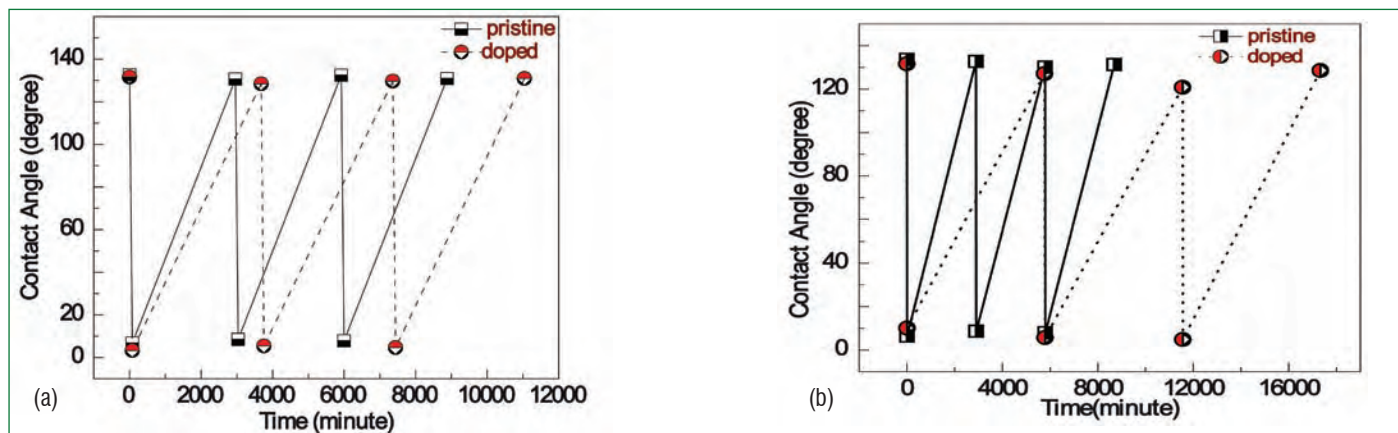 pristine
doped
140
100
60
20
0
Contact Angle (degree)
0 2000 4000 6000 8000 10000 12000
Time (minute)
(a)
pristine
doped
120
80
40
0
Contact Angle (degree)
0 4000 8000 12000 16000
Time(minute)
(b)